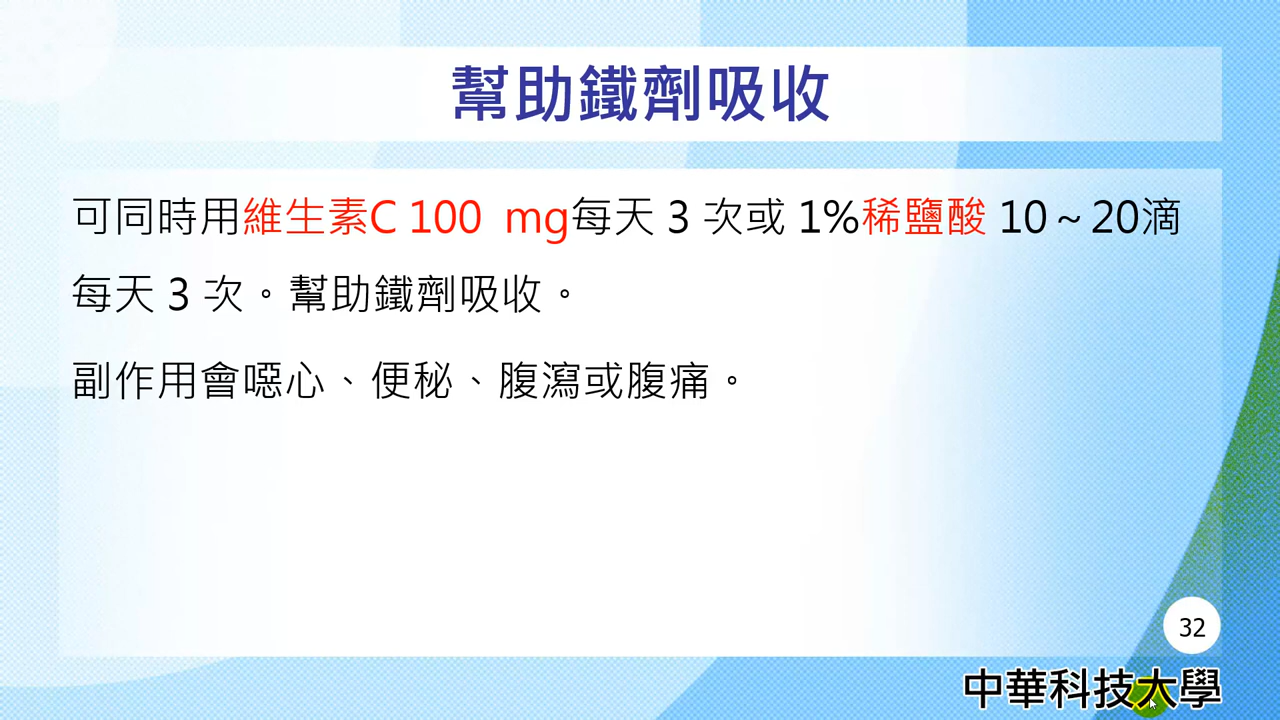 幫助鐵劑吸收
可同時用維生素C 100 mg每天 3 次或 1%稀鹽酸 10～20滴
每天 3 次。幫助鐵劑吸收。
副作用會噁心、便秘、腹瀉或腹痛。
32
中華科技大學